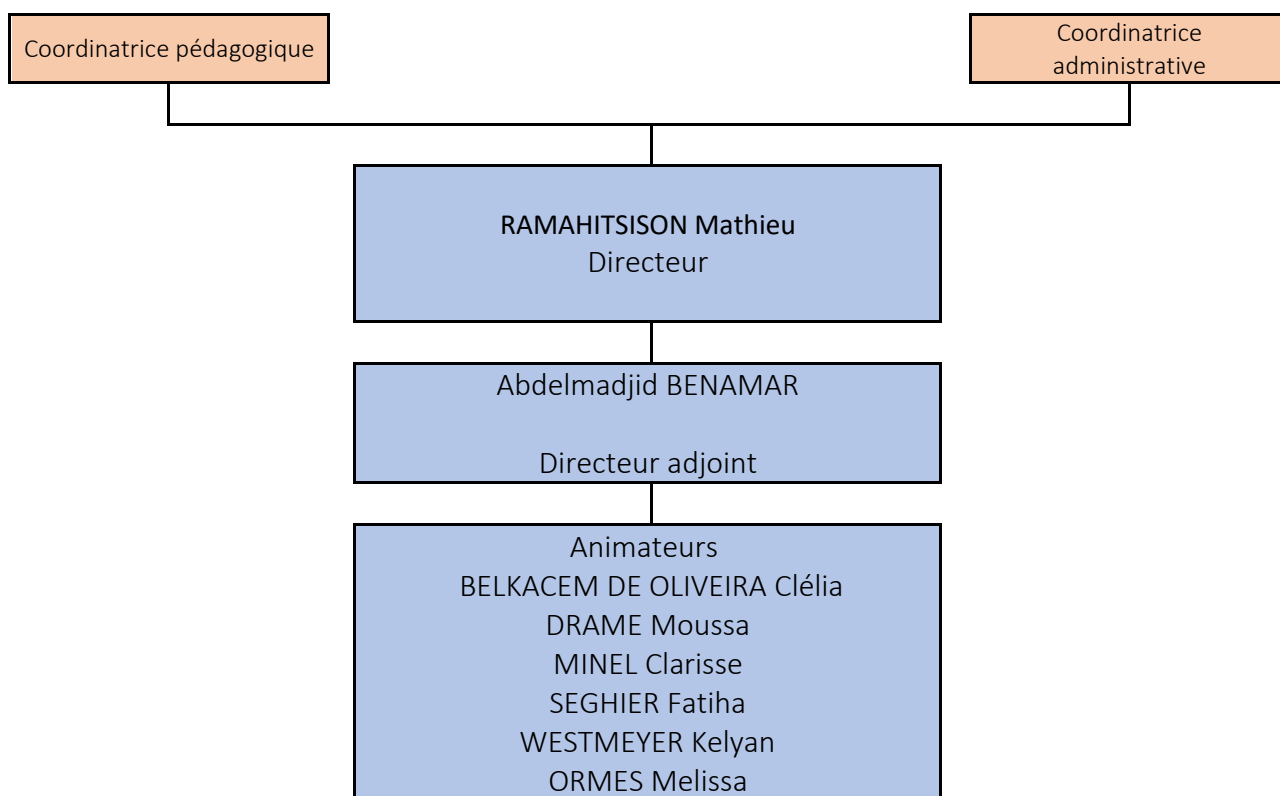 Coordinatrice pédagogique
Coordinatrice
administrative
RAMAHITSISON Mathieu
Directeur
Abdelmadjid BENAMAR
Directeur adjoint
Animateurs
BELKACEM DE OLIVEIRA Clélia
DRAME Moussa
MINEL Clarisse
SEGHIER Fatiha
WESTMEYER Kelyan
ORMES Melissa